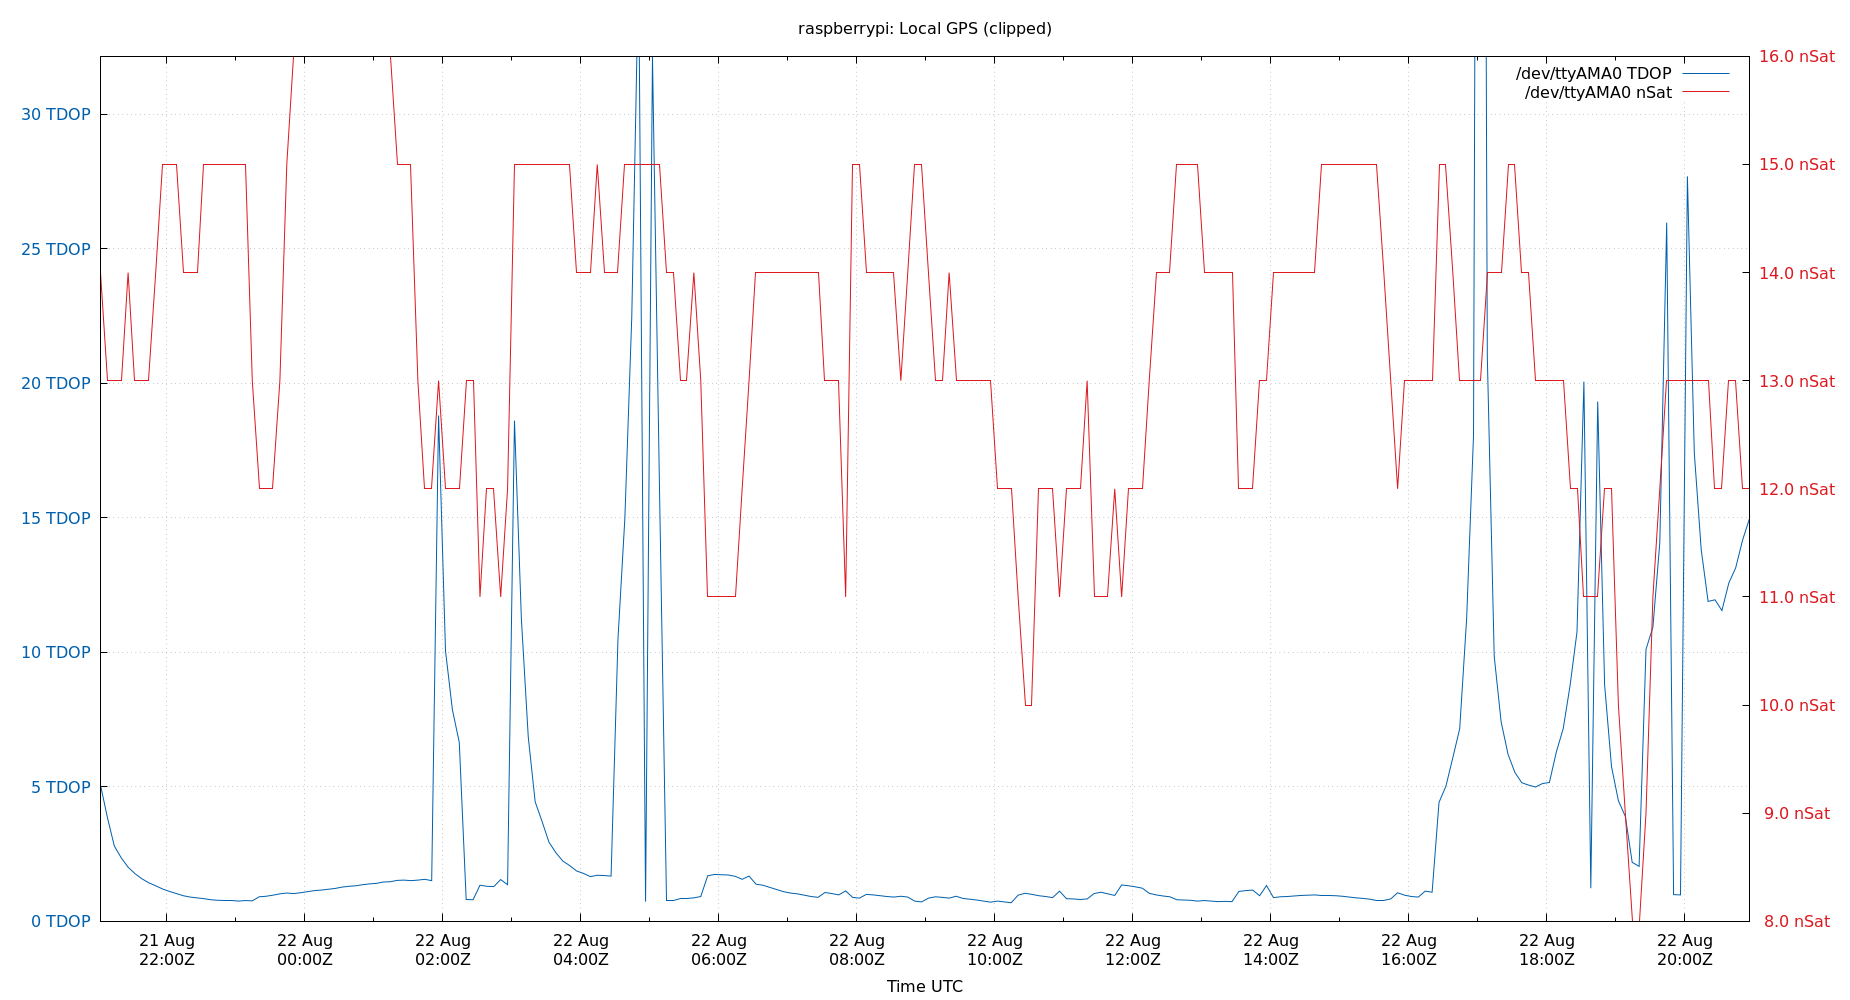 raspberrypi: Local GPS (clipped)
/dev/ttyAMA0 TDOP
/dev/ttyAMA0 nSat
30 TDOP
25 TDOP
20 TDOP
15 TDOP
10 TDOP
5 TDOP
0 TDOP
16.0 nSat
15.0 nSat
14.0 nSat
13.0 nSat
12.0 nSat
11.0 nSat
10.0 nSat
9.0 nSat
8.0 nSat
21 Aug
22:00Z
22 Aug
00:00Z
22 Aug
02:00Z
22 Aug
04:00Z
22 Aug
06:00Z
22 Aug
08:00Z
22 Aug
10:00Z
22 Aug
12:00Z
22 Aug
14:00Z
22 Aug
16:00Z
22 Aug
18:00Z
22 Aug
20:00Z
Time UTC